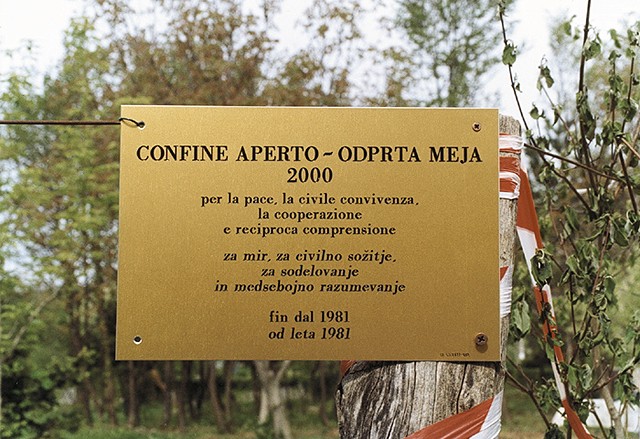 CONFINE APERTO – ODPRTA MEJA
2000
per la pace, la civile convivenza,
la cooperazione
e reciproca comprensione
za mir, za civilno sožitje,
za sodelovanje
in medsebojno razumevanje
fin dal 1981
od leta 1981